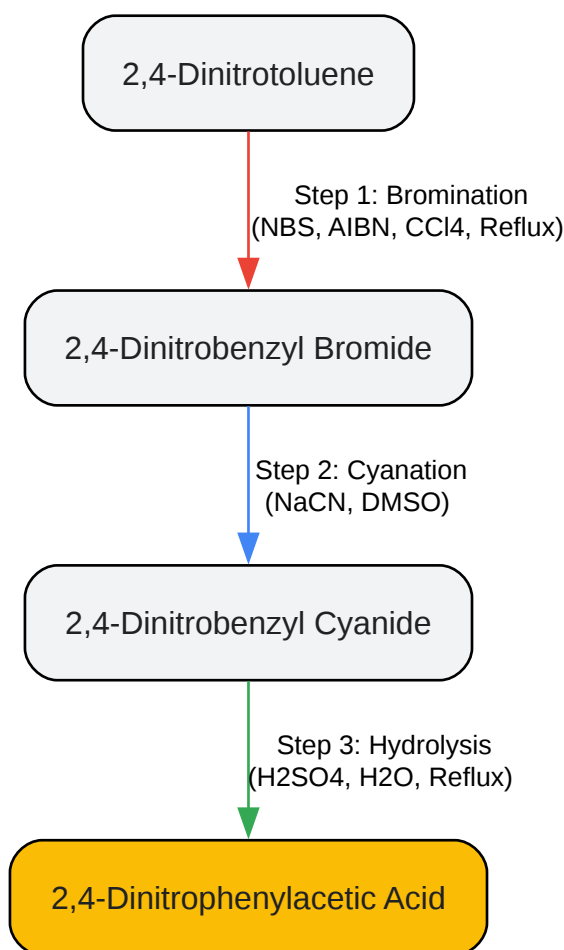 2,4-Dinitrotoluene
Step 1: Bromination
(NBS, AIBN, CCl4, Reflux)
2,4-Dinitrobenzyl Bromide
Step 2: Cyanation
(NaCN, DMSO)
2,4-Dinitrobenzyl Cyanide
Step 3: Hydrolysis
(H2SO4, H2O, Reflux)
2,4-Dinitrophenylacetic Acid